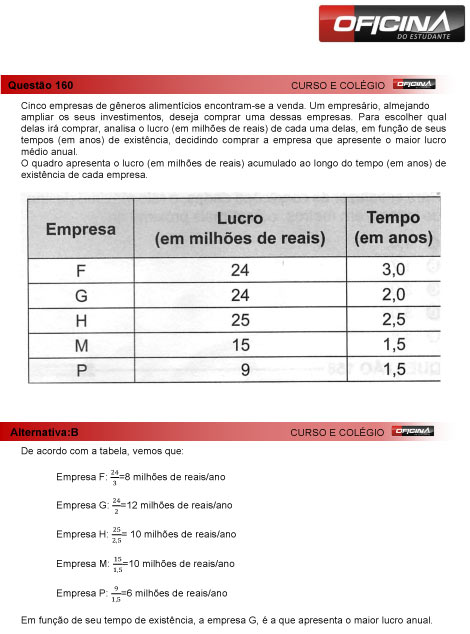 OFICINA
DO ESTUDANTE
Questão 160 CURSO E COLÉGIO OFICINA
Cinco empresas de gêneros alimentícios encontram-se a venda. Um empresário, almejando
ampliar os seus investimentos, deseja comprar uma dessas empresas. Para escolher qual
delas irá comprar, analisa o lucro (em milhões de reais) de cada uma delas, em função de seus
tempos (em anos) de existência, decidindo comprar a empresa que apresente o maior lucro
médio anual.
O quadro apresenta o lucro (em milhões de reais) acumulado ao longo do tempo (em anos) de
existência de cada empresa.
Empresa Lucro (em milhões de reais) Tempo (em anos)
F 24 3,0
G 24 2,0
H 25 2,5
M 15 1,5
P 9 1,5
Alternativa:B CURSO E COLÉGIO OFICINA
De acordo com a tabela, vemos que:
Empresa F: 24/3=8 milhões de reais/ano
Empresa G: 24/2=12 milhões de reais/ano
Empresa H: 25/2,5= 10 milhões de reais/ano
Empresa M: 15/1,5=10 milhões de reais/ano
Empresa P: 9/1,5=6 milhões de reais/ano
Em função de seu tempo de existência, a empresa G, é a que apresenta o maior lucro anual.